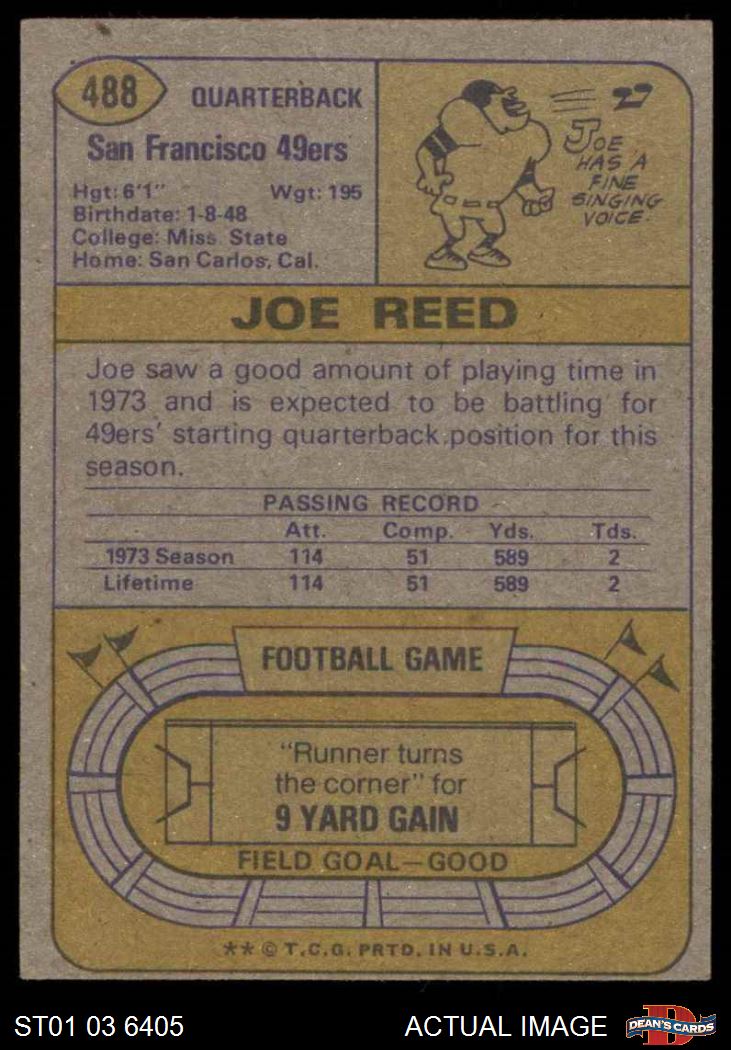 488 QUARTERBACK
San Francisco 49ers
Hgt: 6'1" Wgt: 195
Birthdate: 1-8-48
College: Miss. State
Home: San Carlos, Cal.
JOE
HAS A
FINE
SINGING
VOICE.
JOE REED
Joe saw a good amount of playing time in
1973 and is expected to be battling for
49ers' starting quarterback position for this
season.
PASSING RECORD
Att. Comp. Yds. Tds.
1973 Season 114 51 589 2
Lifetime 114 51 589 2
FOOTBALL GAME
"Runner turns
the corner" for
9 YARD GAIN
FIELD GOAL—GOOD
** © T.C.G. PRTD. IN U.S.A.
ST01 03 6405 ACTUAL IMAGE DEAN'S CARDS